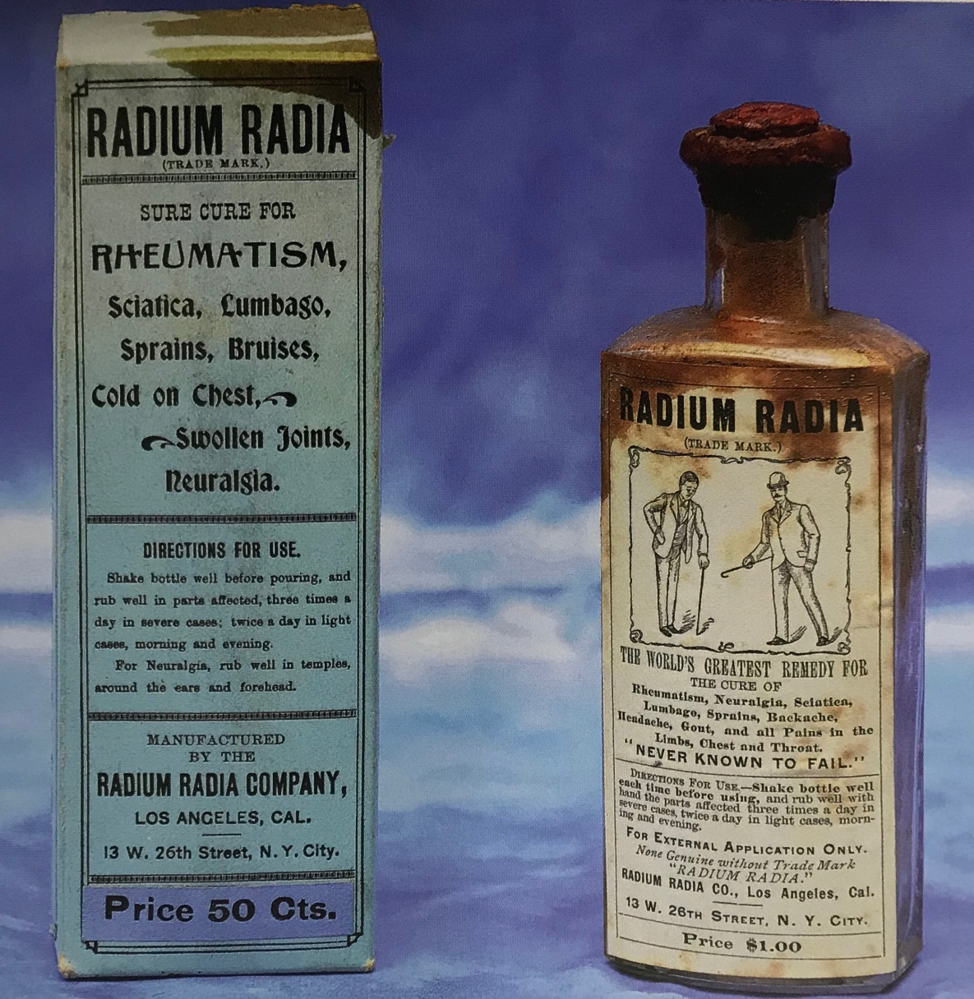 RADIUM RADIA
(TRADE MARK.)
SURE CURE FOR
RHEUMATISM,
Sciatica, Lumbago,
Sprains, Bruises,
Cold on Chest,
Swollen Joints,
Neuralgia.
DIRECTIONS FOR USE.
Shake bottle well before pouring, and
rub well in parts affected, three times a
day in severe cases; twice a day in light
cases, morning and evening.
For Neuralgia, rub well in temples,
around the ears and forehead.
MANUFACTURED
BY THE
RADIUM RADIA COMPANY,
LOS ANGELES, CAL.
13 W. 26th Street, N. Y. City.
Price 50 Cts.
RADIUM RADIA
(TRADE MARK.)
THE WORLD'S GREATEST REMEDY FOR
THE CURE OF
Rheumatism, Neuralgia, Sciatica,
Lumbago, Sprains, Backache,
Headache, Gout, and all Pains in the
Limbs, Chest and Throat.
"NEVER KNOWN TO FAIL."
DIRECTIONS FOR USE.—Shake bottle well
each time before using, and rub well with
hand the parts affected three times a day in
severe cases, twice a day in light cases, morn-
ing and evening.
FOR EXTERNAL APPLICATION ONLY.
None Genuine without Trade Mark
"RADIUM RADIA."
RADIUM RADIA CO., Los Angeles, Cal.
13 W. 26TH STREET, N. Y. CITY.
Price $1.00